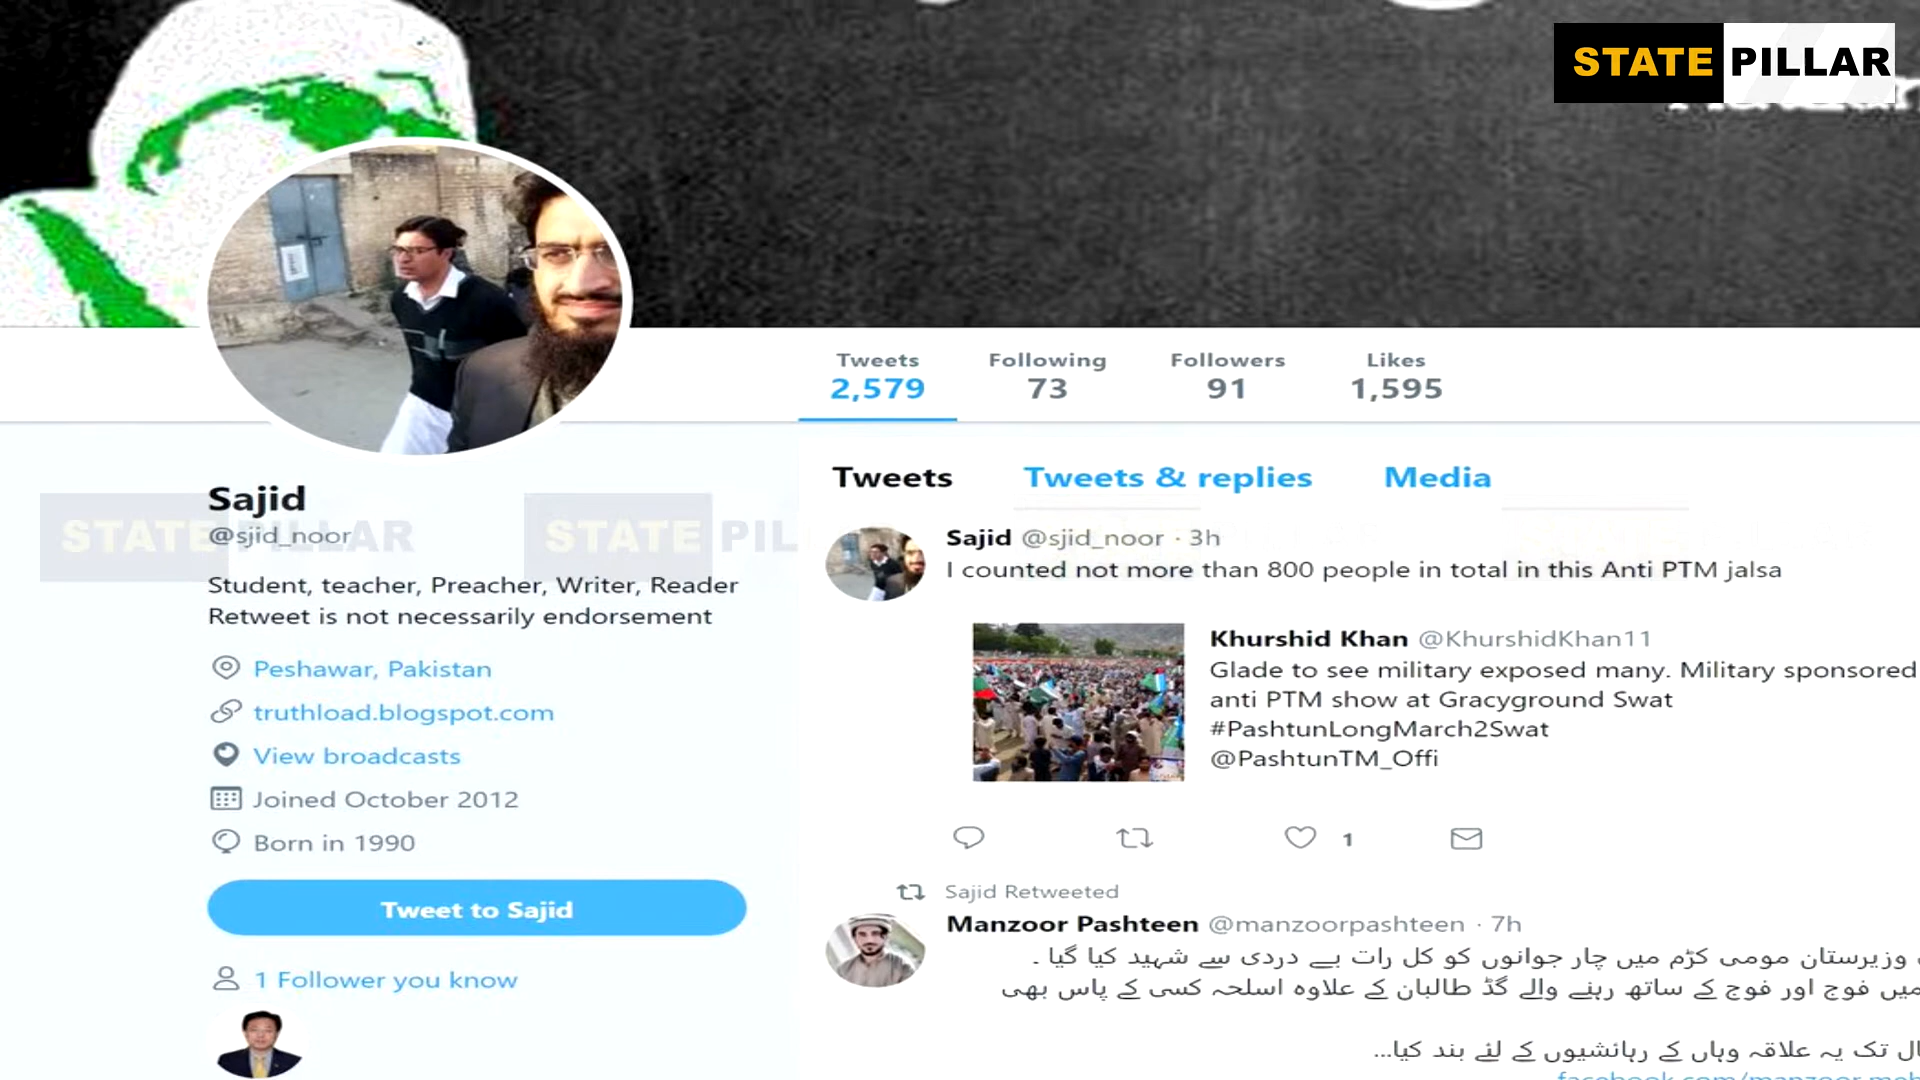 STATE PILLAR
Tweets
2,579
Following
73
Followers
91
Likes
1,595
Sajid
@sjid_noor
Student, teacher, Preacher, Writer, Reader
Retweet is not necessarily endorsement
Peshawar, Pakistan
truthload.blogspot.com
View broadcasts
Joined October 2012
Born in 1990
Tweet to Sajid
1 Follower you know
STATE PILLAR
STATE PIL
Tweets Tweets & replies Media
Sajid @sjid_noor · 3h
I counted not more than 800 people in total in this Anti PTM jalsa
Khurshid Khan @KhurshidKhan11
Glade to see military exposed many. Military sponsored
anti PTM show at Gracyground Swat
#PashtunLongMarch2Swat
@PashtunTM_Offi
1
Sajid Retweeted
Manzoor Pashteen @manzoorpashteen · 7h
وزیرستان مومی کڑم میں چار جوانوں کو کل رات بے دردی سے شہید کیا گیا ۔
میں فوج اور فوج کے ساتھ رہنے والے گڈ طالبان کے علاوہ اسلحہ کسی کے پاس بھی
تک یہ علاقہ وہاں کے رہائشیوں کے لئے بند کیا...